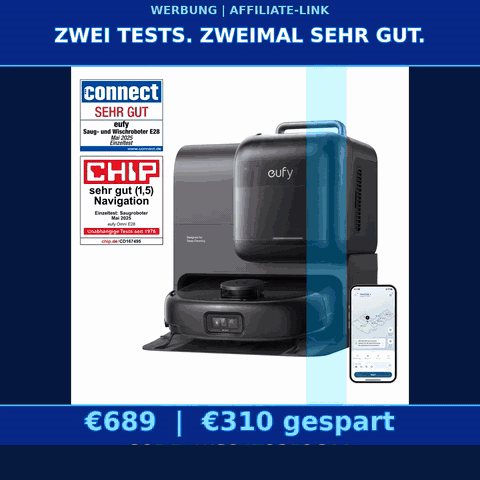 WERBUNG | AFFILIATE-LINK
ZWEI TESTS. ZWEIMAL SEHR GUT.
connect
SEHR GUT
eufy
Saug- und Wischroboter E28
Mai 2025
Einzeltest
www.connect.de
CHIP
sehr gut (1,5)
Navigation
Einzeltest: Saugroboter
Mai 2025
eufy Omni E28
Unabhängige Tests seit 1978
chip.de/CO167495
eufy
€689 | €310 gespart